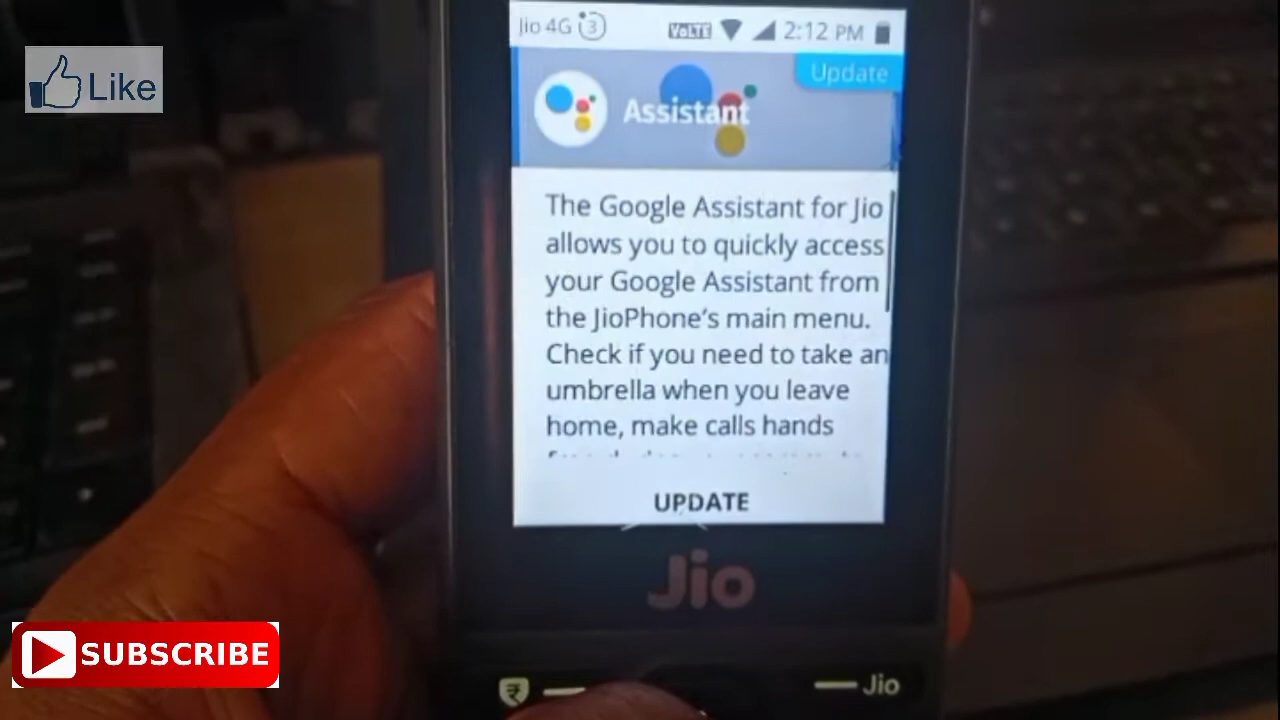 Jio 4G 3 VoLTE 2:12 PM
Like
Update
Assistant
The Google Assistant for Jio
allows you to quickly access
your Google Assistant from
the JioPhone's main menu.
Check if you need to take an
umbrella when you leave
home, make calls hands
UPDATE
Jio
SUBSCRIBE
₹
Jio